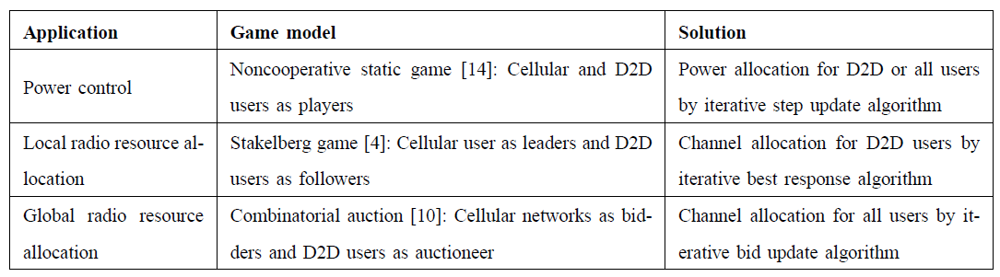 Application Game model Solution
Power control
Noncooperative static game [14]: Cellular and D2D
users as players
Power allocation for D2D or all users
by iterative step update algorithm
Local radio resource al-
location
Stakelberg game [4]: Cellular user as leaders and D2D
users as followers
Channel allocation for D2D users by
iterative best response algorithm
Global radio resource
allocation
Combinatorial auction [10]: Cellular networks as bid-
ders and D2D users as auctioneer
Channel allocation for all users by it-
erative bid update algorithm